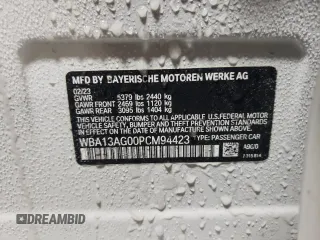 MFD BY BAYERISCHE MOTOREN WERKE AG
02/23
GVWR 5379 lbs 2440 kg
GAWR FRONT 2469 lbs 1120 kg
GAWR REAR 3095 lbs 1404 kg
THIS VEHICLE CONFORMS TO ALL APPLICABLE FEDERAL MOTOR VEHICLE SAFETY, BUMPER, AND THEFT PREVENTION STANDARDS IN EFFECT ON THE DATE OF MANUFACTURE SHOWN ABOVE.
WBA13AG00PCM94423 TYPE: PASSENGER CAR
DREAMBID